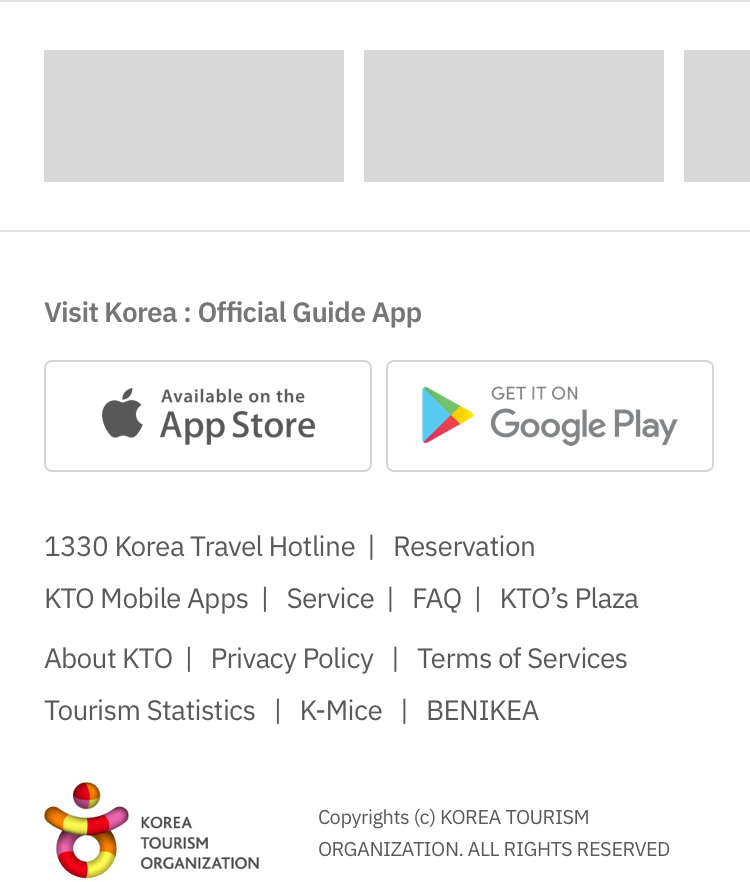 Visit Korea : Official Guide App
Available on the
App Store
GET IT ON
Google Play
1330 Korea Travel Hotline | Reservation
KTO Mobile Apps | Service | FAQ | KTO’s Plaza
About KTO | Privacy Policy | Terms of Services
Tourism Statistics | K-Mice | BENIKEA
KOREA
TOURISM
ORGANIZATION
Copyrights (c) KOREA TOURISM
ORGANIZATION. ALL RIGHTS RESERVED